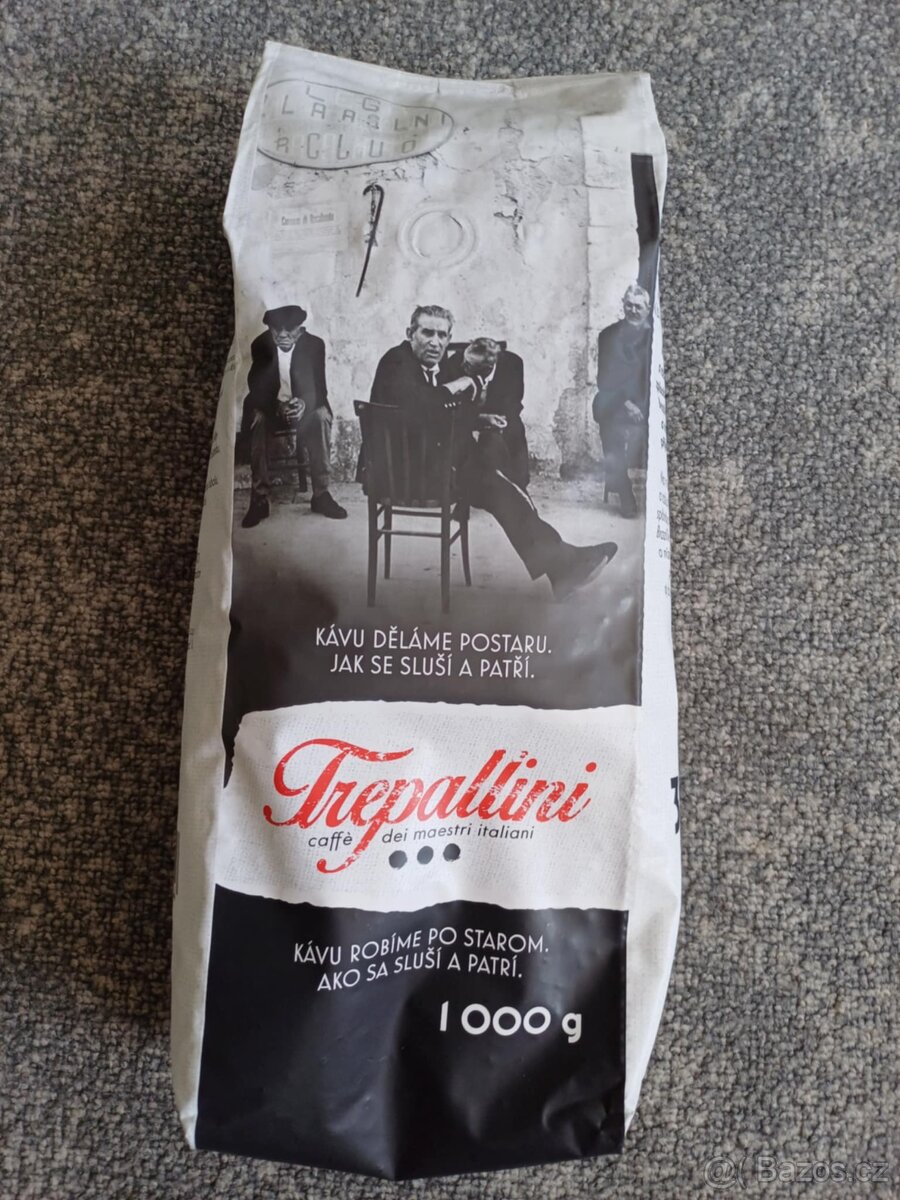 KÁVU DĚLÁME POSTARU.
JAK SE SLUŠÍ A PATŘÍ.
Trepallini
caffè dei maestri italiani
KÁVU ROBÍME PO STAROM.
AKO SA SLUŠÍ A PATRÍ.
1 000 g
@( Bazos.cz